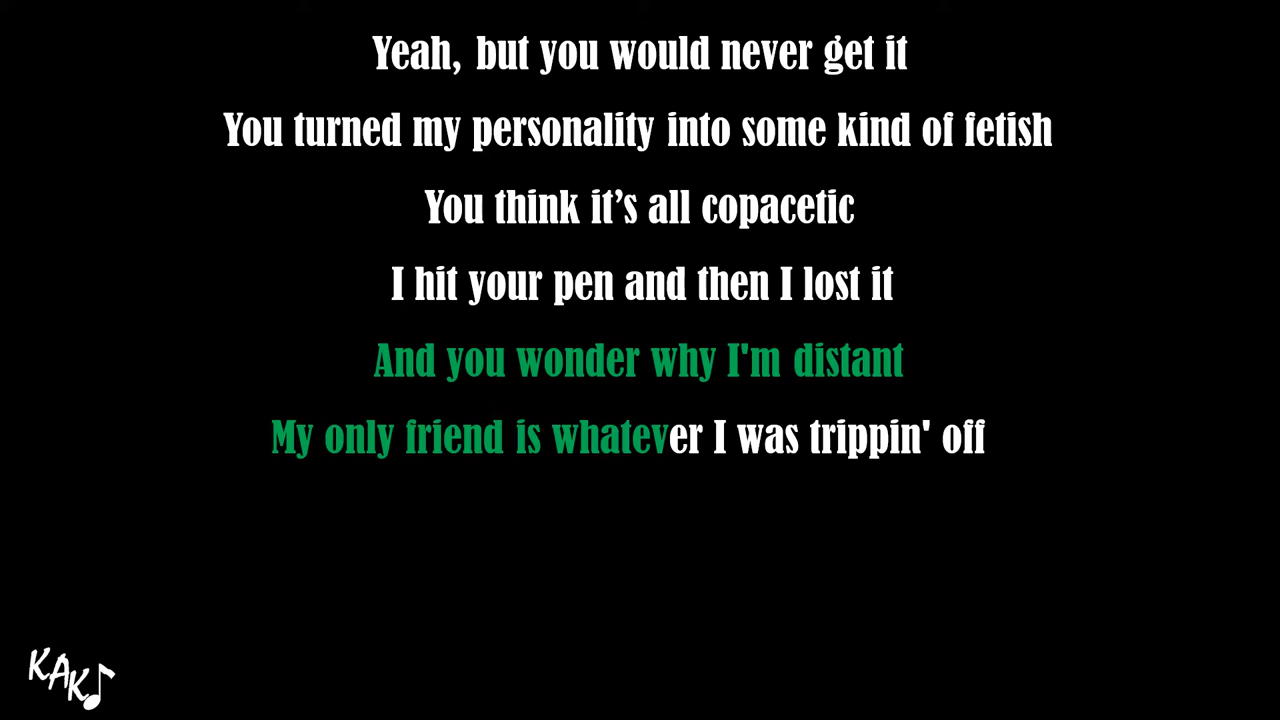 Yeah, but you would never get it
You turned my personality into some kind of fetish
You think it’s all copacetic
I hit your pen and then I lost it
And you wonder why I'm distant
My only friend is whatever I was trippin' off
KAK